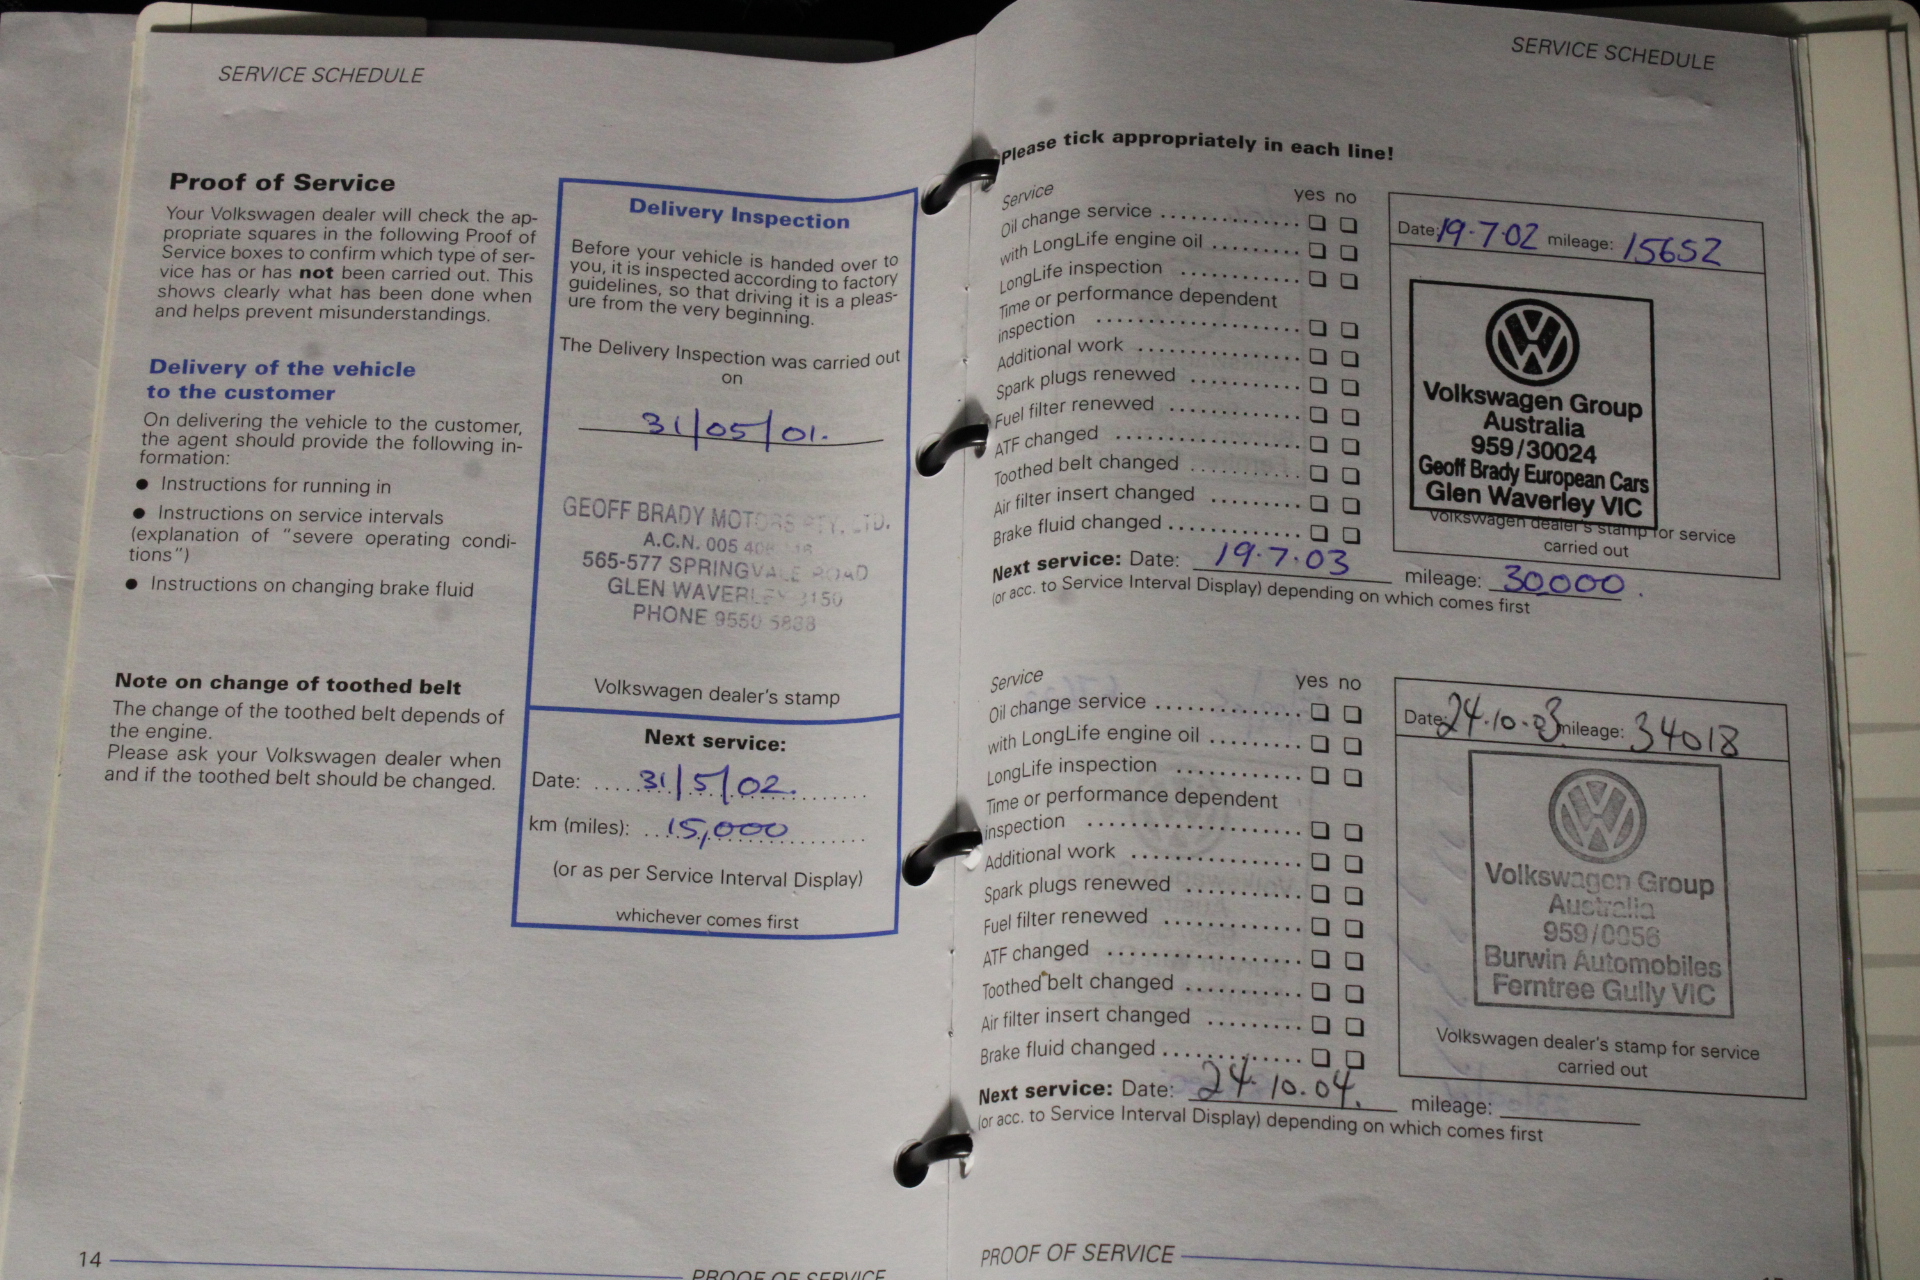 SERVICE SCHEDULE
Proof of Service
Your Volkswagen dealer will check the ap-
propriate squares in the following Proof of
Service boxes to confirm which type of ser-
vice has or has not been carried out. This
shows clearly what has been done when
and helps prevent misunderstandings.
Delivery of the vehicle
to the customer
On delivering the vehicle to the customer,
the agent should provide the following in-
formation:
● Instructions for running in
● Instructions on service intervals
(explanation of "severe operating condi-
tions")
● Instructions on changing brake fluid
Note on change of toothed belt
The change of the toothed belt depends of
the engine.
Please ask your Volkswagen dealer when
and if the toothed belt should be changed.
Delivery Inspection
Before your vehicle is handed over to
you, it is inspected according to factory
guidelines, so that driving it is a pleas-
ure from the very beginning.
The Delivery Inspection was carried out
on
31/05/01.
GEOFF BRADY MOTORS PTY. LTD.
A.C.N. 005
565-577 SPRINGVALE ROAD
GLEN WAVERLEY 3150
PHONE 9550 5888
Volkswagen dealer's stamp
Next service:
Date: ..... 31/5/02. ..........
km (miles): .. 15,000 ..........
(or as per Service Interval Display)
whichever comes first
14
PROOF OF SERVICE
SERVICE SCHEDULE
Please tick appropriately in each line!
Service yes no
Oil change service ............... ❏ ❏
with LongLife engine oil ......... ❏ ❏
LongLife inspection ............ ❏ ❏
Time or performance dependent
inspection ..................... ❏ ❏
Additional work ................ ❏ ❏
Spark plugs renewed ........... ❏ ❏
Fuel filter renewed ............. ❏ ❏
ATF changed .................. ❏ ❏
Toothed belt changed .......... ❏ ❏
Air filter insert changed ......... ❏ ❏
Brake fluid changed ............ ❏ ❏
Next service: Date: 19.7.03 mileage: 30,000.
(or acc. to Service Interval Display) depending on which comes first
Date: 19.7.02 mileage: 15652
Volkswagen Group
Australia
959/30024
Geoff Brady European Cars
Glen Waverley VIC
Volkswagen dealer's stamp for service
carried out
Service yes no
Oil change service ............... ❏ ❏
with LongLife engine oil ......... ❏ ❏
LongLife inspection ............ ❏ ❏
Time or performance dependent
inspection ..................... ❏ ❏
Additional work ................ ❏ ❏
Spark plugs renewed ........... ❏ ❏
Fuel filter renewed ............. ❏ ❏
ATF changed .................. ❏ ❏
Toothed belt changed .......... ❏ ❏
Air filter insert changed ......... ❏ ❏
Brake fluid changed ............ ❏ ❏
Next service: Date: 24.10.04. mileage:
(or acc. to Service Interval Display) depending on which comes first
Date: 24.10.03 mileage: 34018
Volkswagen Group
Australia
959/0056
Burwin Automobiles
Ferntree Gully VIC
Volkswagen dealer's stamp for service
carried out
PROOF OF SERVICE